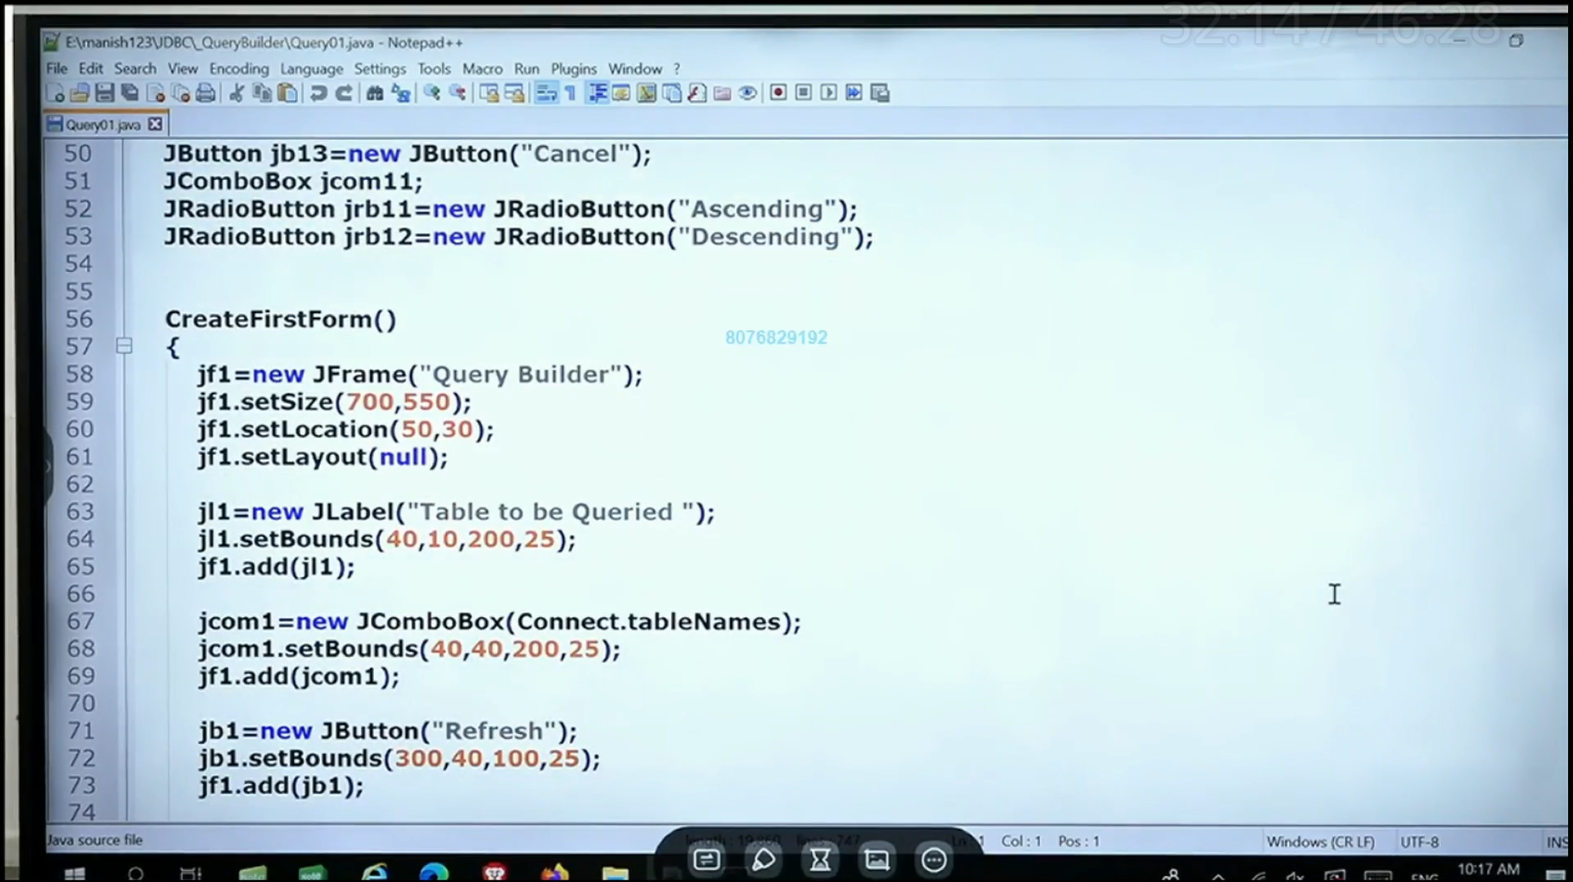 32:14 / 46:28
E:\manish123\JDBC\_QueryBuilder\Query01.java - Notepad++
File Edit Search View Encoding Language Settings Tools Macro Run Plugins Window ?
Query01.java
50 JButton jb13=new JButton("Cancel");
51 JComboBox jcom11;
52 JRadioButton jrb11=new JRadioButton("Ascending");
53 JRadioButton jrb12=new JRadioButton("Descending");
54
55
56 CreateFirstForm()
8076829192
57 {
58 jf1=new JFrame("Query Builder");
59 jf1.setSize(700,550);
60 jf1.setLocation(50,30);
61 jf1.setLayout(null);
62
63 jl1=new JLabel("Table to be Queried ");
64 jl1.setBounds(40,10,200,25);
65 jf1.add(jl1);
66
67 jcom1=new JComboBox(Connect.tableNames);
68 jcom1.setBounds(40,40,200,25);
69 jf1.add(jcom1);
70
71 jb1=new JButton("Refresh");
72 jb1.setBounds(300,40,100,25);
73 jf1.add(jb1);
74
Java source file length : 19,860 lines : 747 Ln : 1 Col : 1 Pos : 1 Windows (CR LF) UTF-8 INS
ENG 10:17 AM